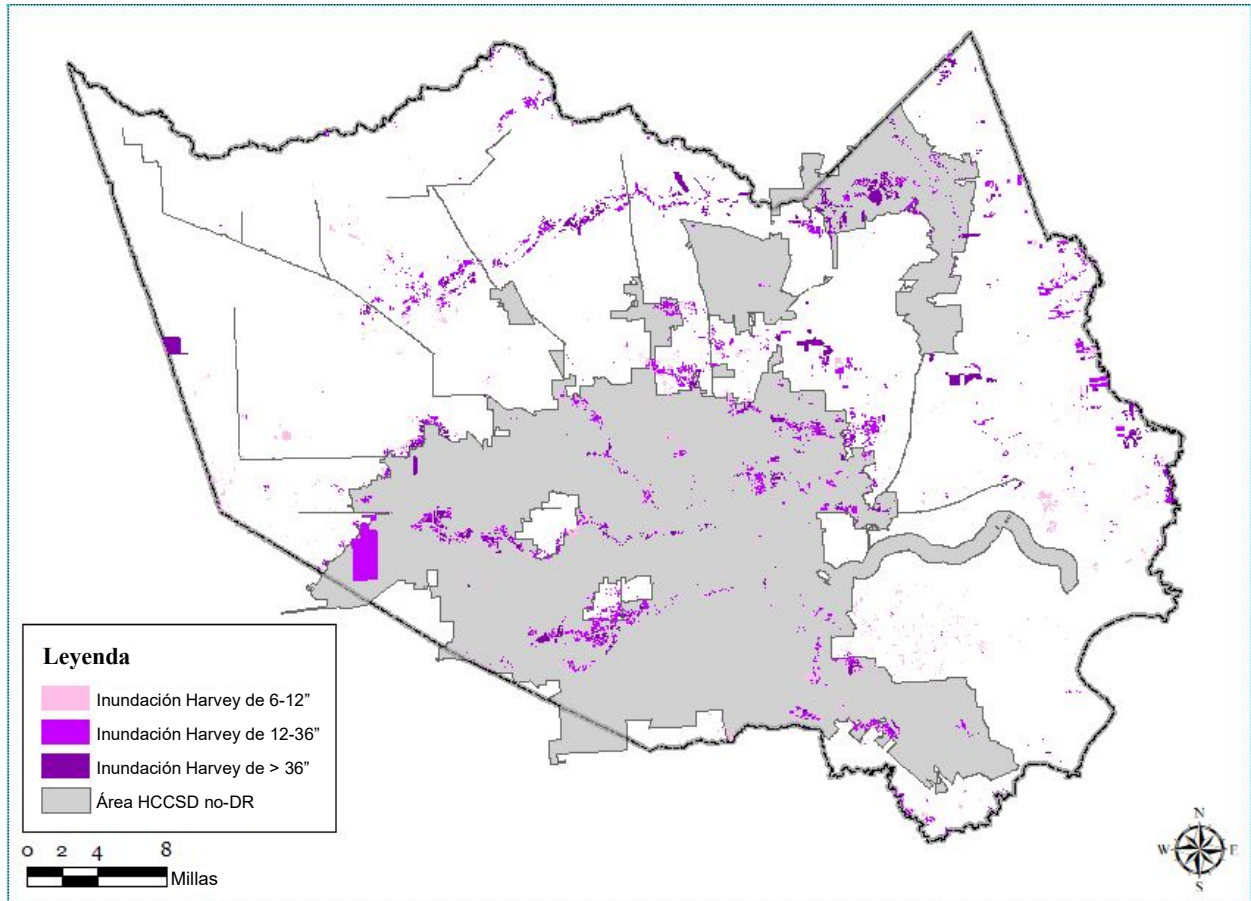 Leyenda
Inundación Harvey de 6-12”
Inundación Harvey de 12-36”
Inundación Harvey de > 36”
Área HCCSD no-DR
0 2 4 8
Millas
N
W E
S